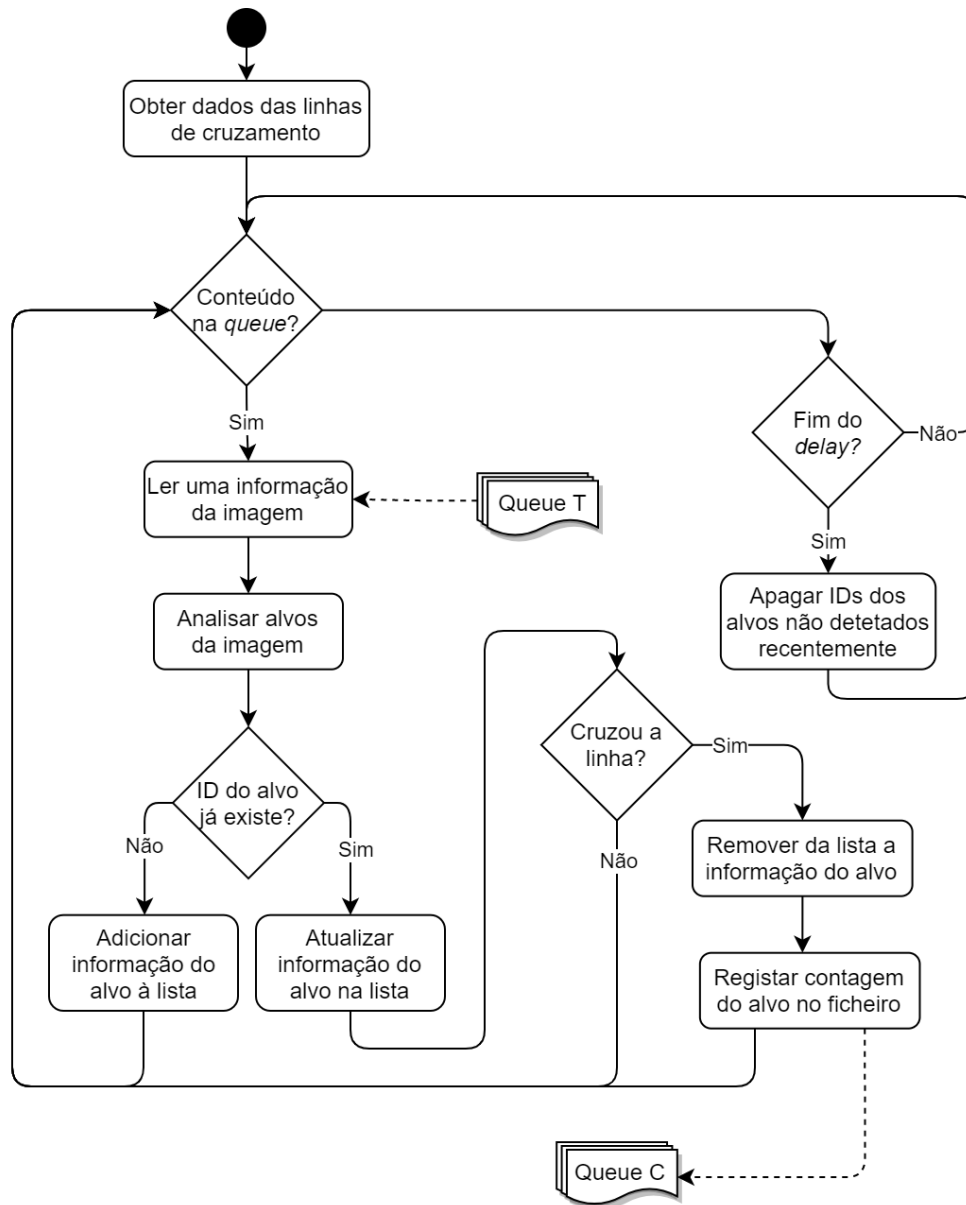 Obter dados das linhas
de cruzamento
Conteúdo
na queue?
Sim
Ler uma informação
da imagem
Queue T
Analisar alvos
da imagem
ID do alvo
já existe?
Não
Sim
Adicionar
informação do
alvo à lista
Atualizar
informação do
alvo na lista
Cruzou a
linha?
Sim
Não
Remover da lista a
informação do alvo
Registar contagem
do alvo no ficheiro
Queue C
Fim do
delay?
Não
Sim
Apagar IDs dos
alvos não detetados
recentemente